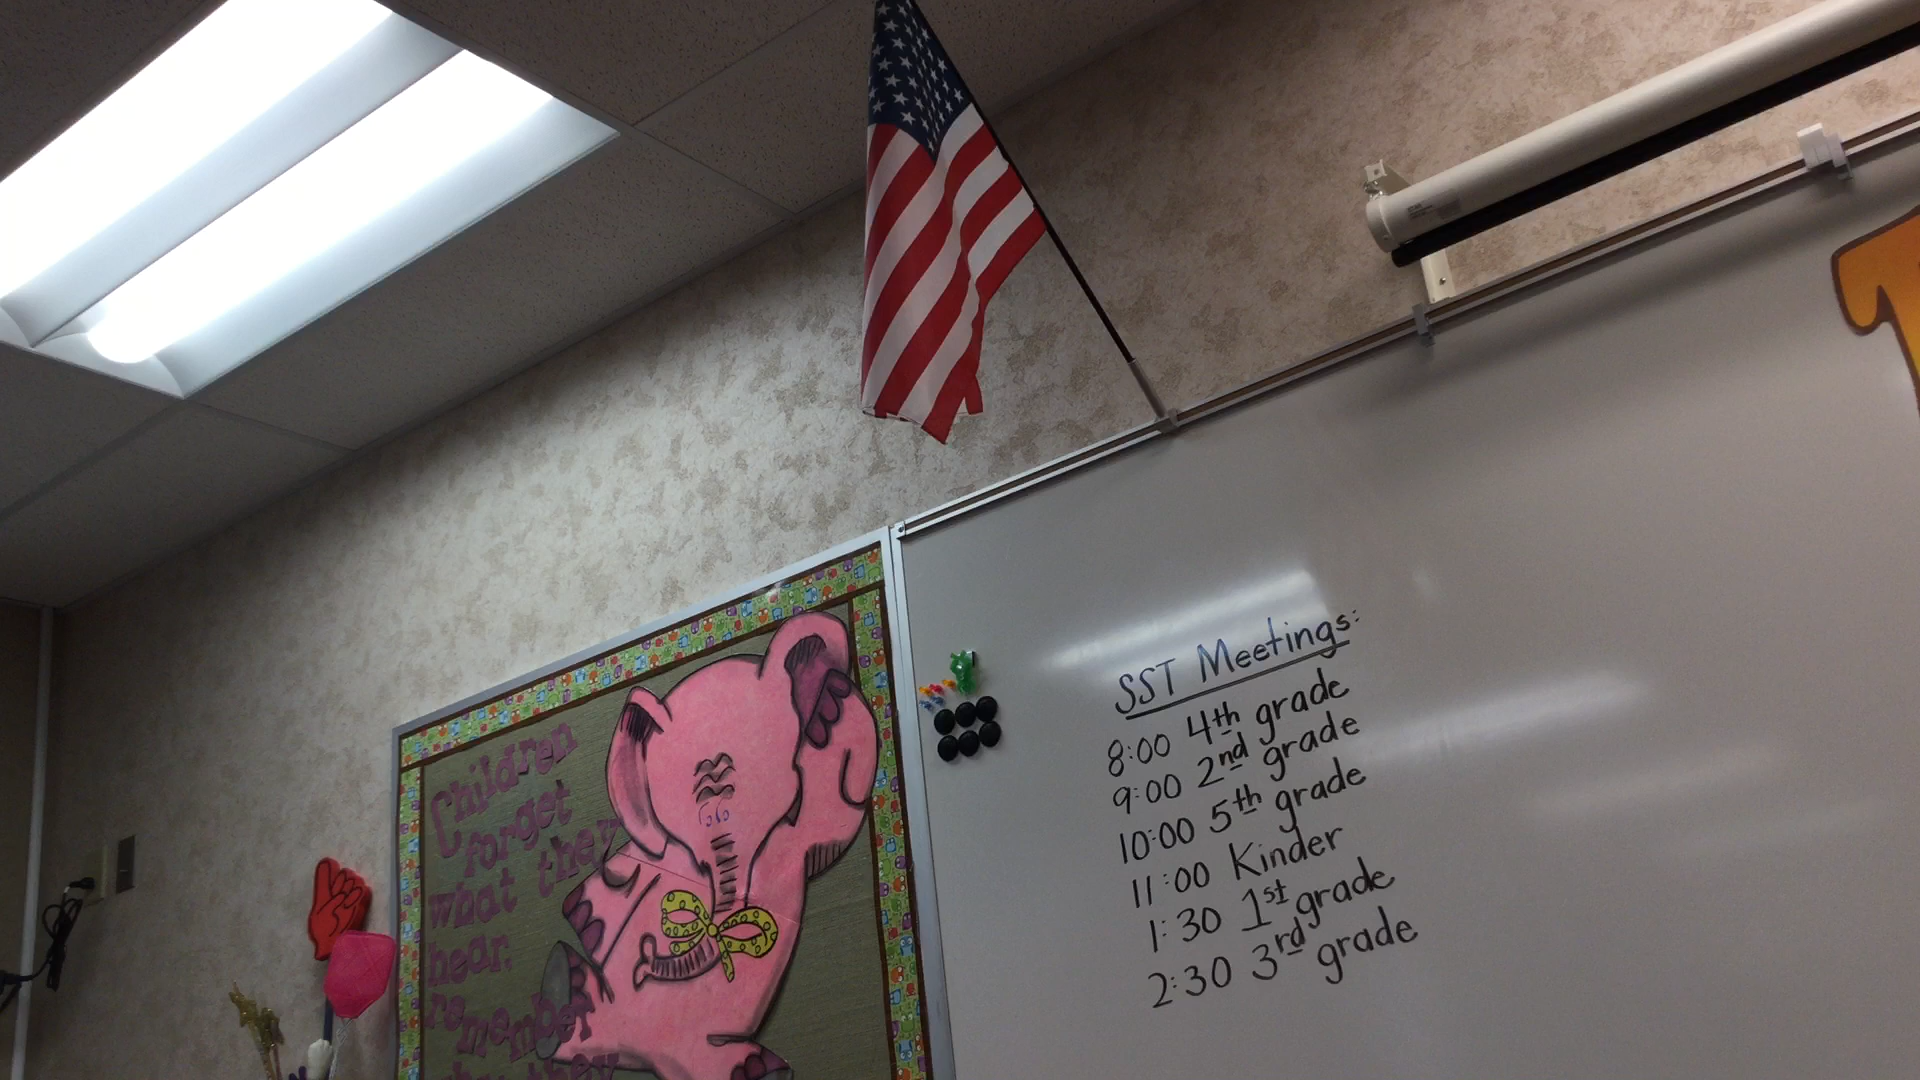 Children
forget
what they
hear.
remember
they
SST Meetings:
8:00 4th grade
9:00 2nd grade
10:00 5th grade
11:00 Kinder
1:30 1st grade
2:30 3rd grade